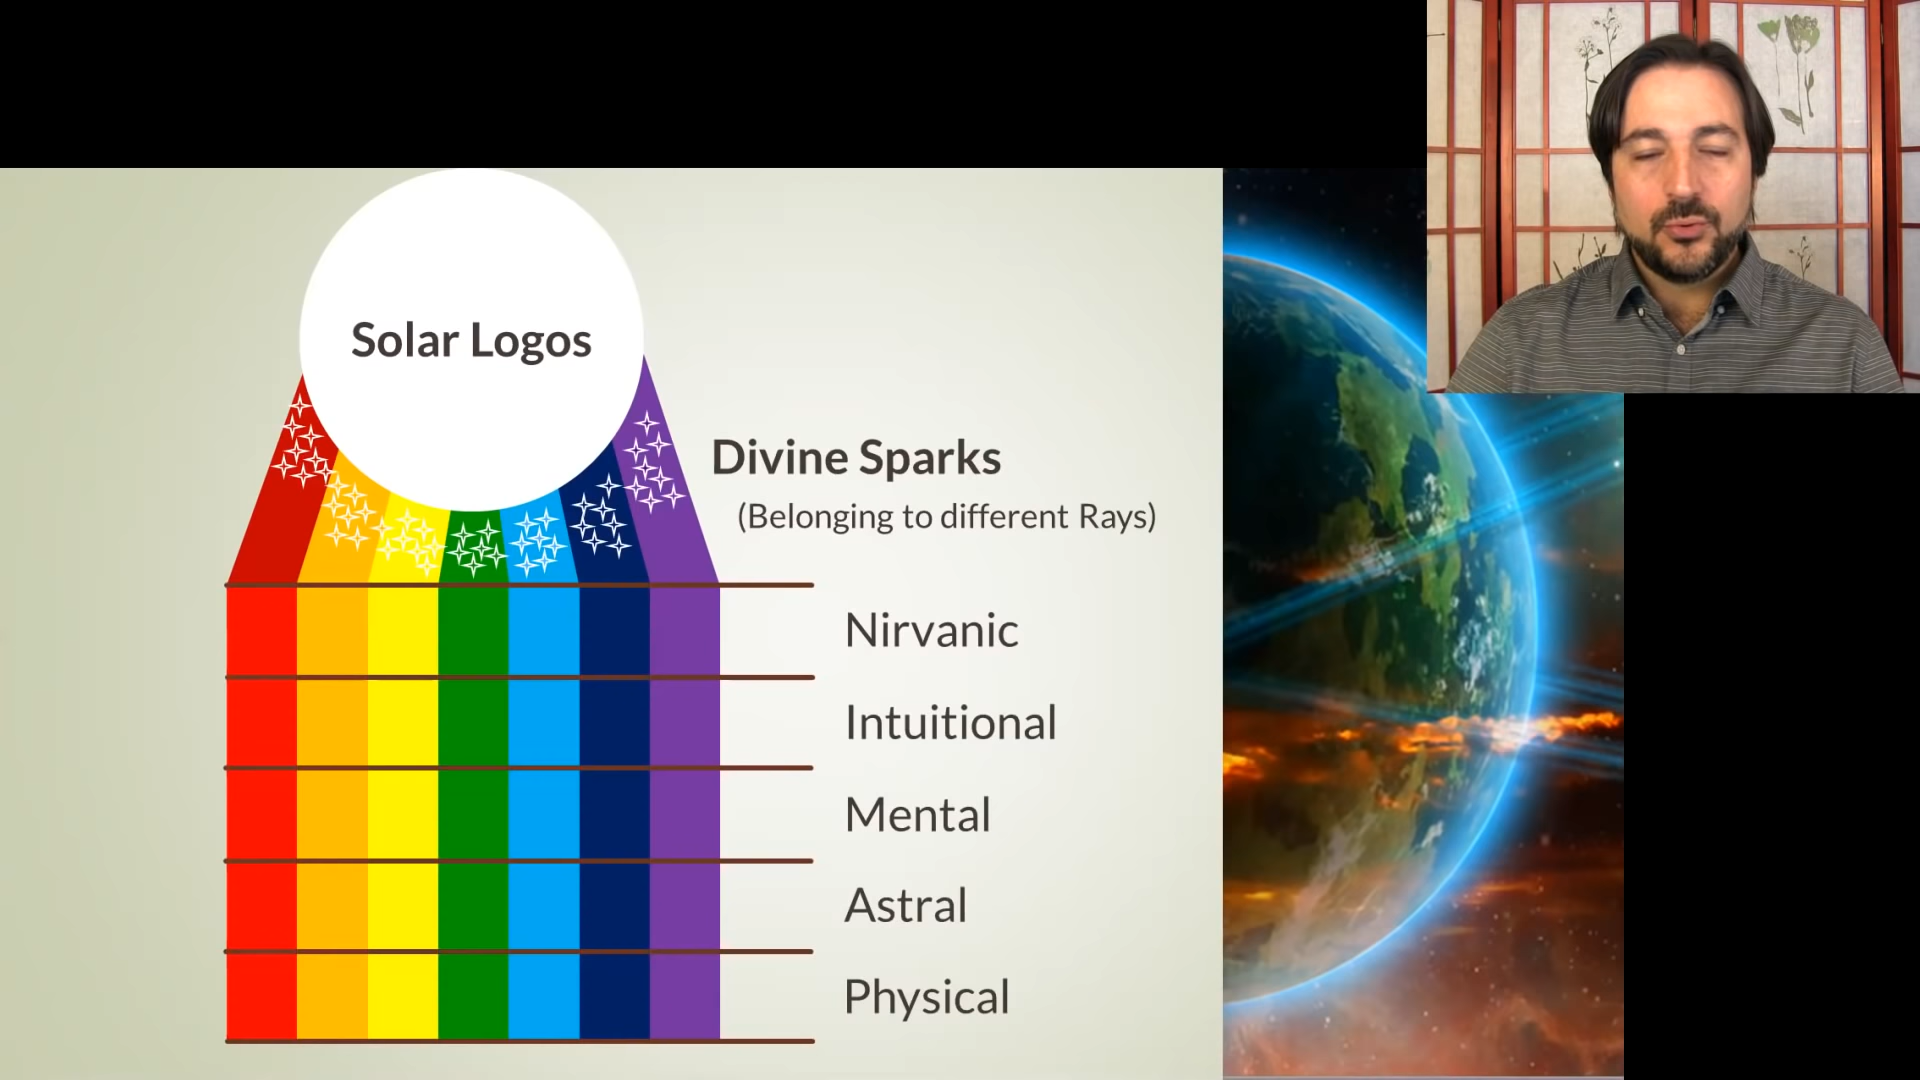 Solar Logos
Divine Sparks
(Belonging to different Rays)
Nirvanic
Intuitional
Mental
Astral
Physical